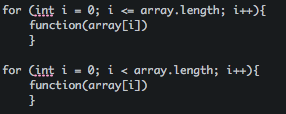 for (int i = 0; i <= array.length; i++){
    function(array[i])
    }
for (int i = 0; i < array.length; i++){
    function(array[i])
    }